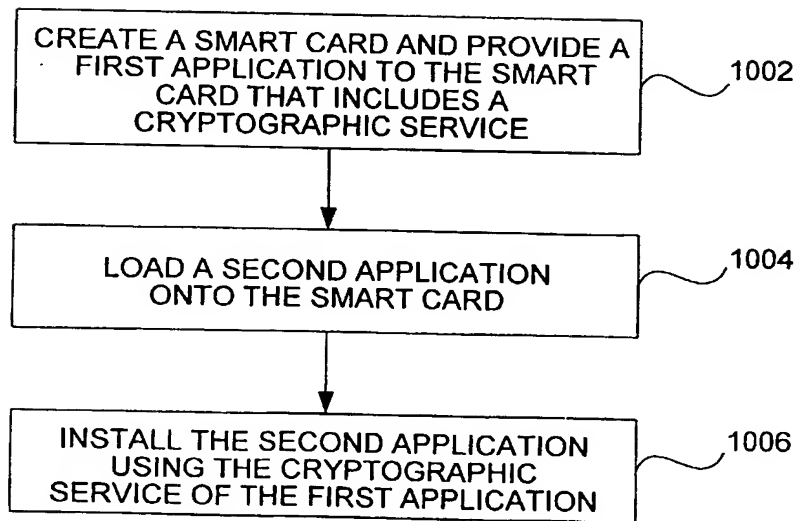 CREATE A SMART CARD AND PROVIDE A
FIRST APPLICATION TO THE SMART
CARD THAT INCLUDES A
CRYPTOGRAPHIC SERVICE
1002
LOAD A SECOND APPLICATION
ONTO THE SMART CARD
1004
INSTALL THE SECOND APPLICATION
USING THE CRYPTOGRAPHIC
SERVICE OF THE FIRST APPLICATION
1006